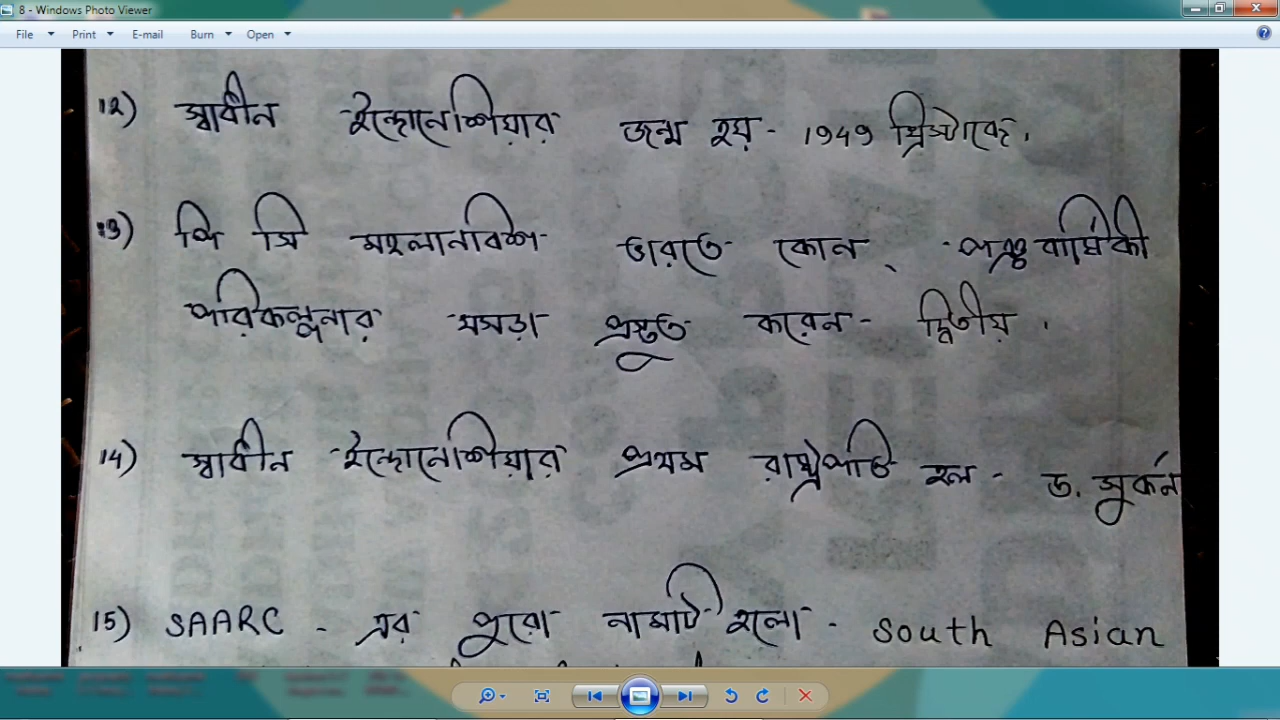 8 - Windows Photo Viewer
File Print E-mail Burn Open
12) স্বাধীন ইন্দোনেশিয়ার জন্ম হয় - 1949 খ্রিস্টাব্দে.
13) পি সি মহলানবিশ ভারতে কোন পঞ্চবার্ষিকী
পরিকল্পনার খসড়া প্রস্তুত করেন - দ্বিতীয়.
14) স্বাধীন ইন্দোনেশিয়ার প্রথম রাষ্ট্রপতি হল - ড. সুকর্ন
15) SAARC - এর পুরো নামটি হলো - South Asian